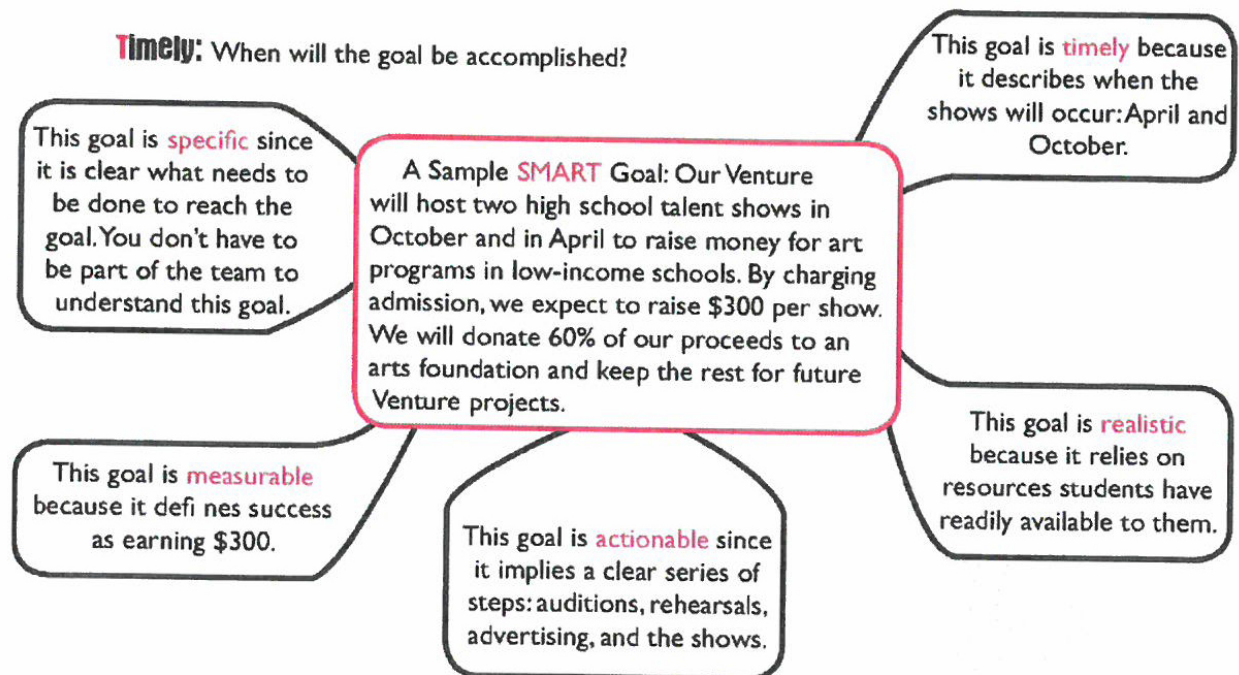 Timely: When will the goal be accomplished?
This goal is timely because
it describes when the
shows will occur: April and
October.
This goal is specific since
it is clear what needs to
be done to reach the
goal. You don't have to
be part of the team to
understand this goal.
A Sample SMART Goal: Our Venture
will host two high school talent shows in
October and in April to raise money for art
programs in low-income schools. By charging
admission, we expect to raise $300 per show.
We will donate 60% of our proceeds to an
arts foundation and keep the rest for future
Venture projects.
This goal is measurable
because it defi nes success
as earning $300.
This goal is actionable since
it implies a clear series of
steps: auditions, rehearsals,
advertising, and the shows.
This goal is realistic
because it relies on
resources students have
readily available to them.